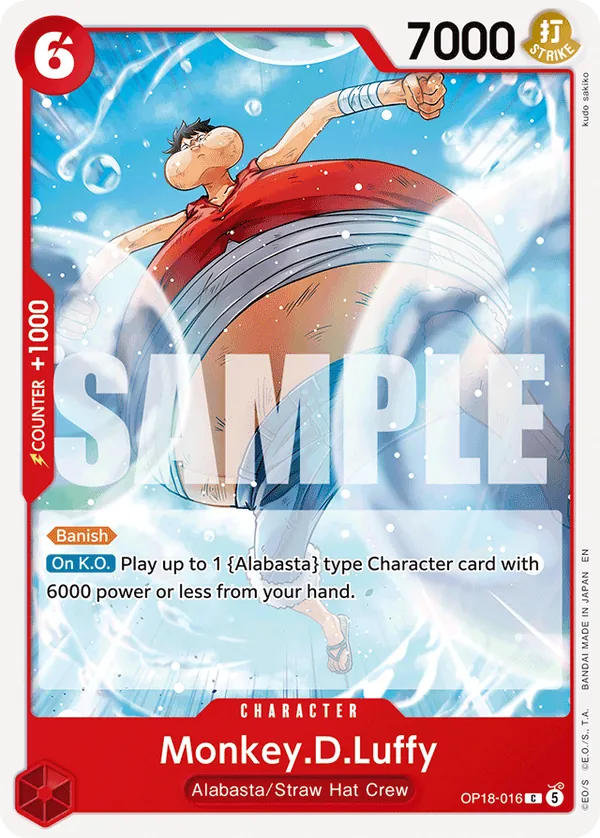 6
7000
打
STRIKE
kudo sakiko
COUNTER +1000
SAMPLE
Banish
On K.O. Play up to 1 {Alabasta} type Character card with
6000 power or less from your hand.
CHARACTER
Monkey.D.Luffy
Alabasta/Straw Hat Crew
OP18-016 C 5
©EO/S ©E.O./S., T.A. BANDAI MADE IN JAPAN EN